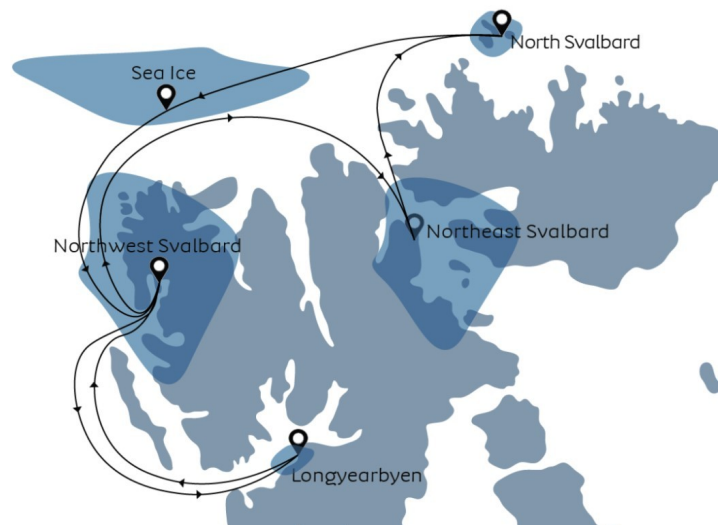 North Svalbard
Sea Ice
Northeast Svalbard
Northwest Svalbard
Longyearbyen